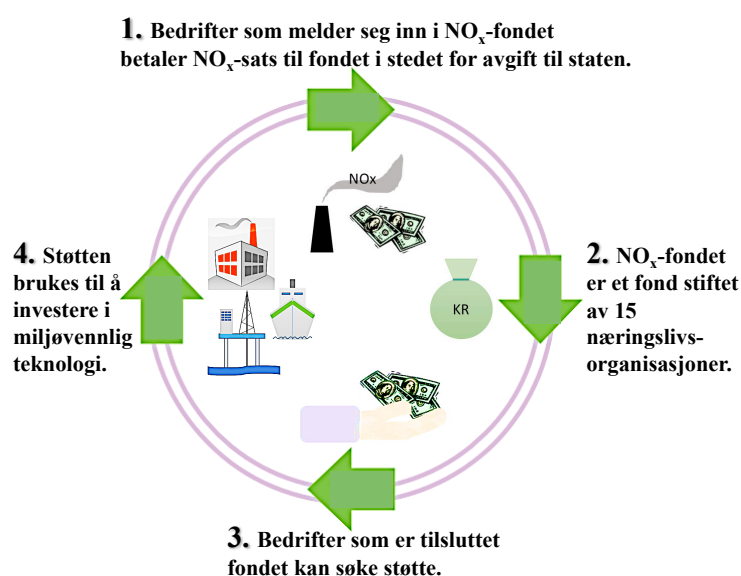 1. Bedrifter som melder seg inn i NOx-fondet
betaler NOx-sats til fondet i stedet for avgift til staten.
NOx
4. Støtten
brukes til å
investere i
miljøvennlig
teknologi.
2. NOx-fondet
er et fond stiftet
av 15
næringslivs-
organisasjoner.
KR
3. Bedrifter som er tilsluttet
fondet kan søke støtte.